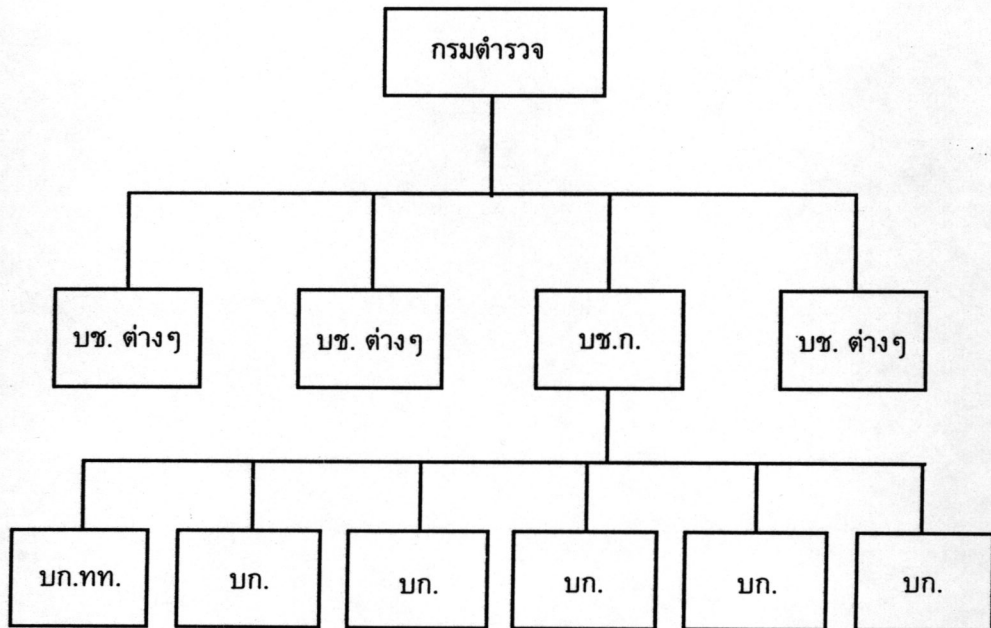 กรมตำรวจ
บช. ต่างๆ
บช. ต่างๆ
บช.ก.
บช. ต่างๆ
บก.ทท.
บก.
บก.
บก.
บก.
บก.